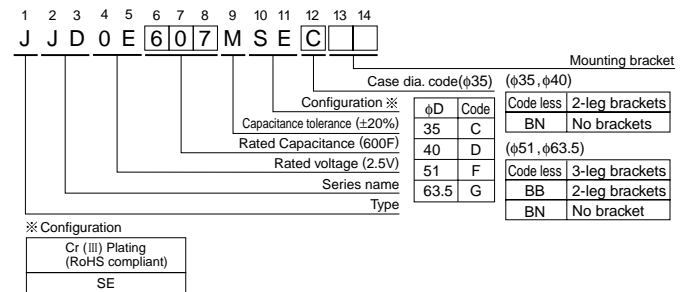 1 2 3 4 5 6 7 8 9 10 11 12 13 14
J J D 0 E 6 0 7 M S E C
Mounting bracket
Case dia. code(ϕ35)
Configuration ※
Capacitance tolerance (±20%)
Rated Capacitance (600F)
Rated voltage (2.5V)
Series name
Type
ϕD Code
35 C
40 D
51 F
63.5 G
(ϕ35,ϕ40)
Code less 2-leg brackets
BN No brackets
(ϕ51,ϕ63.5)
Code less 3-leg brackets
BB 2-leg brackets
BN No bracket
※Configuration
Cr (Ⅲ) Plating
(RoHS compliant)
SE